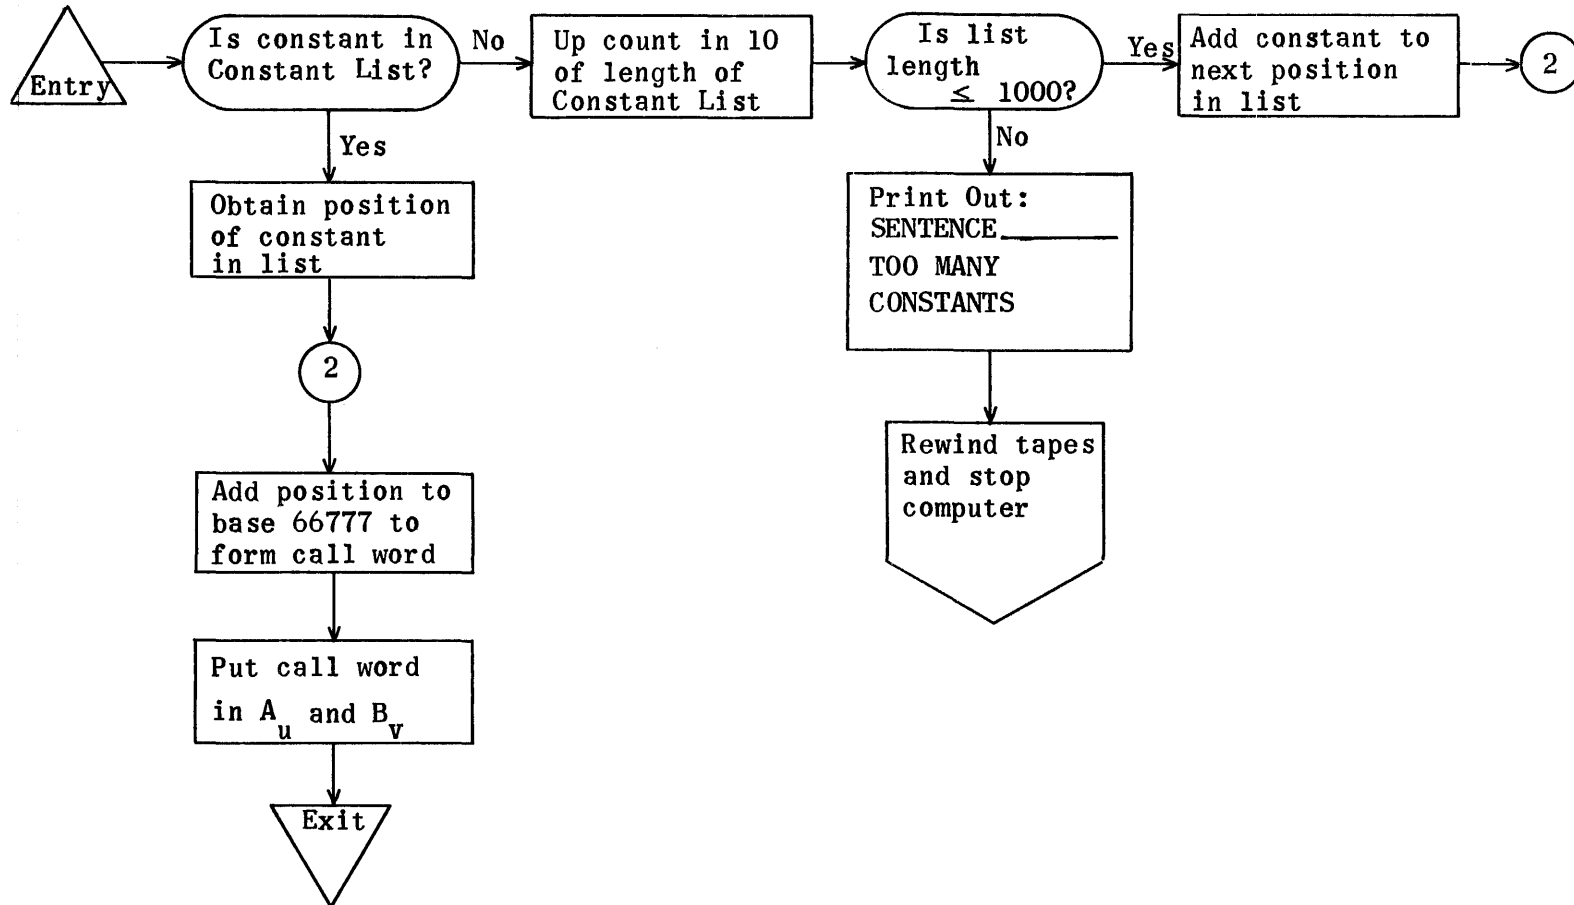 Entry
Is constant in
Constant List?
No
Up count in 10
of length of
Constant List
Is list
length
≤ 1000?
Yes
Add constant to
next position
in list
2
Yes
Obtain position
of constant
in list
2
Add position to
base 66777 to
form call word
Put call word
in A_u and B_v
Exit
No
Print Out:
SENTENCE________
TOO MANY
CONSTANTS
Rewind tapes
and stop
computer